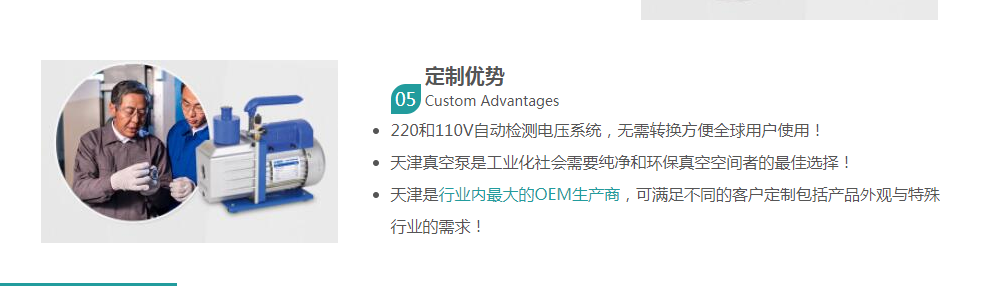 定制优势
05
Custom Advantages
220和110V自动检测电压系统，无需转换方便全球用户使用！
天津真空泵是工业化社会需要纯净和环保真空空间者的最佳选择！
天津是行业内最大的OEM生产商，可满足不同的客户定制包括产品外观与特殊
行业的需求！